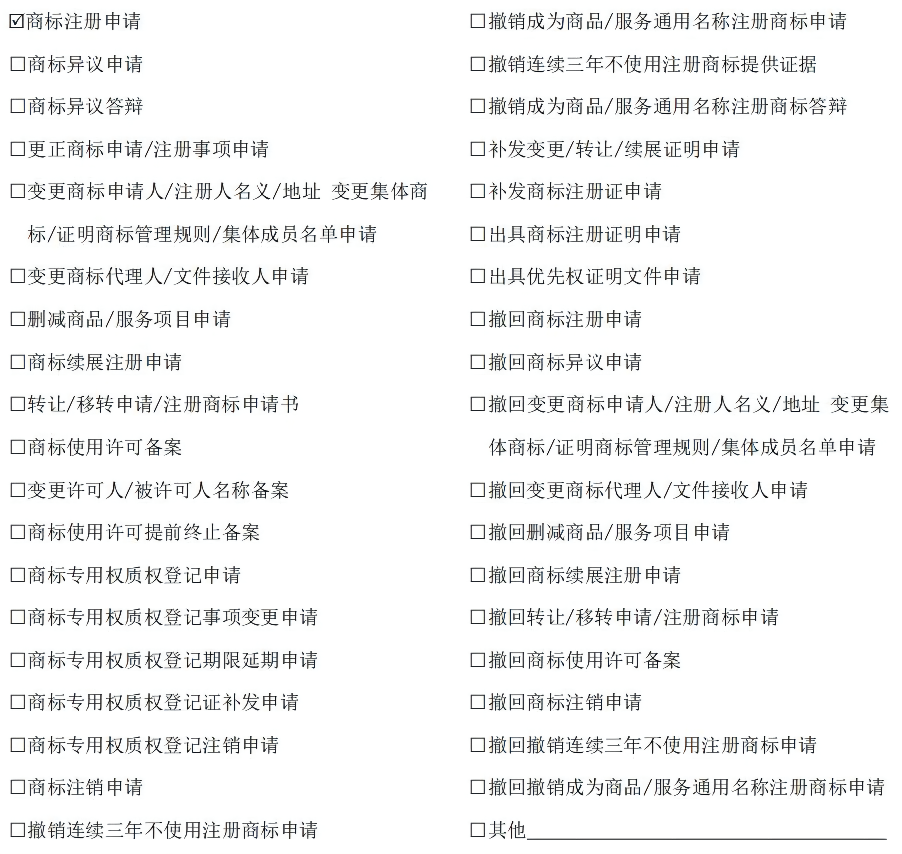 ☑商标注册申请
☐商标异议申请
☐商标异议答辩
☐更正商标申请/注册事项申请
☐变更商标申请人/注册人名义/地址 变更集体商
标/证明商标管理规则/集体成员名单申请
☐变更商标代理人/文件接收人申请
☐删减商品/服务项目申请
☐商标续展注册申请
☐转让/移转申请/注册商标申请书
☐商标使用许可备案
☐变更许可人/被许可人名称备案
☐商标使用许可提前终止备案
☐商标专用权质权登记申请
☐商标专用权质权登记事项变更申请
☐商标专用权质权登记期限延期申请
☐商标专用权质权登记证补发申请
☐商标专用权质权登记注销申请
☐商标注销申请
☐撤销连续三年不使用注册商标申请
☐撤销成为商品/服务通用名称注册商标申请
☐撤销连续三年不使用注册商标提供证据
☐撤销成为商品/服务通用名称注册商标答辩
☐补发变更/转让/续展证明申请
☐补发商标注册证申请
☐出具商标注册证明申请
☐出具优先权证明文件申请
☐撤回商标注册申请
☐撤回商标异议申请
☐撤回变更商标申请人/注册人名义/地址 变更集
体商标/证明商标管理规则/集体成员名单申请
☐撤回变更商标代理人/文件接收人申请
☐撤回删减商品/服务项目申请
☐撤回商标续展注册申请
☐撤回转让/移转申请/注册商标申请
☐撤回商标使用许可备案
☐撤回商标注销申请
☐撤回撤销连续三年不使用注册商标申请
☐撤回撤销成为商品/服务通用名称注册商标申请
☐其他